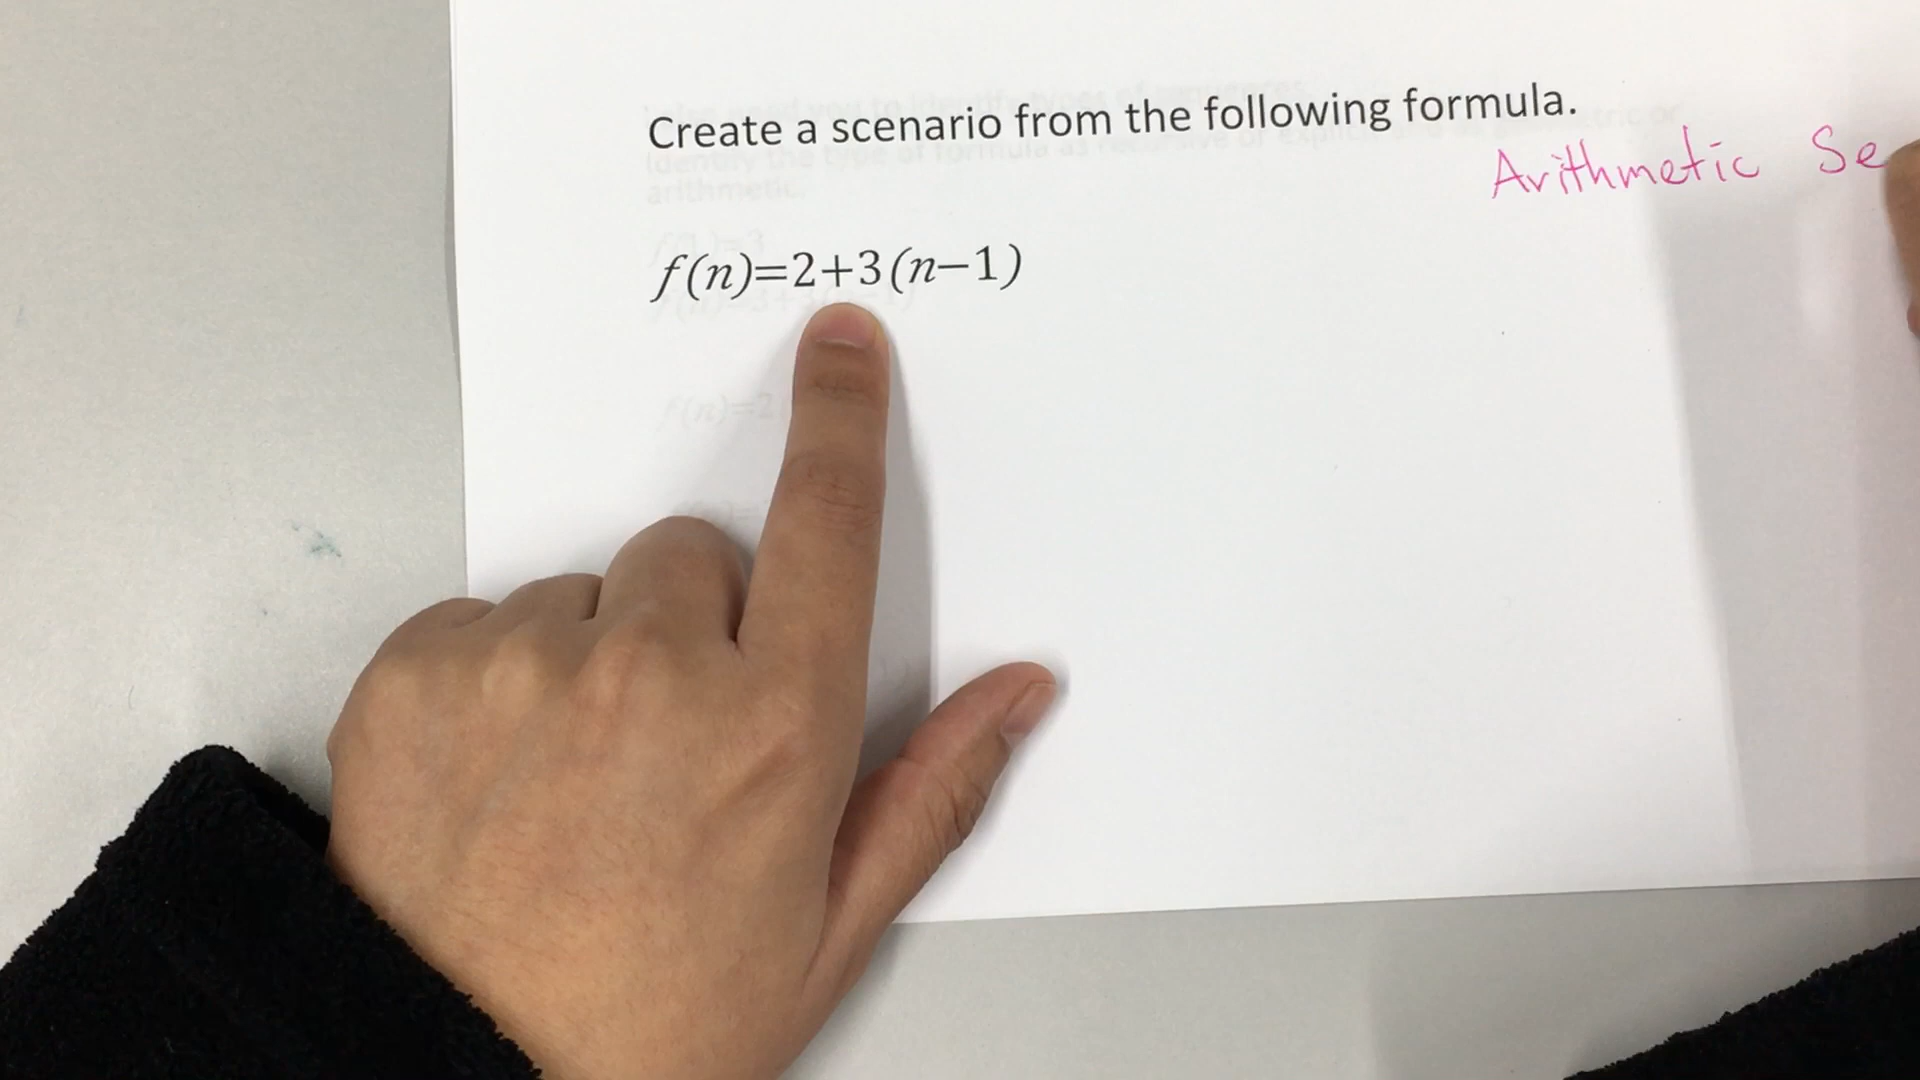 Create a scenario from the following formula.
Arithmetic Se
f(n)=2+3(n−1)